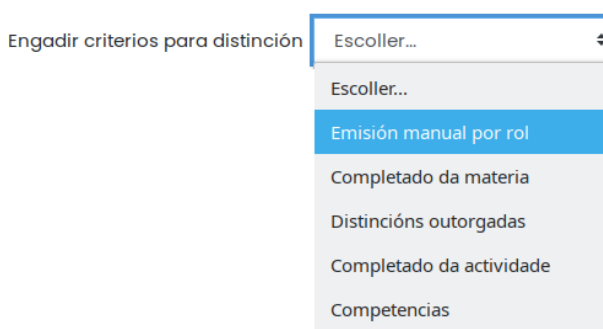 Engadir criterios para distinción Escoller...
Escoller...
Emisión manual por rol
Completado da materia
Distincións outorgadas
Completado da actividade
Competencias